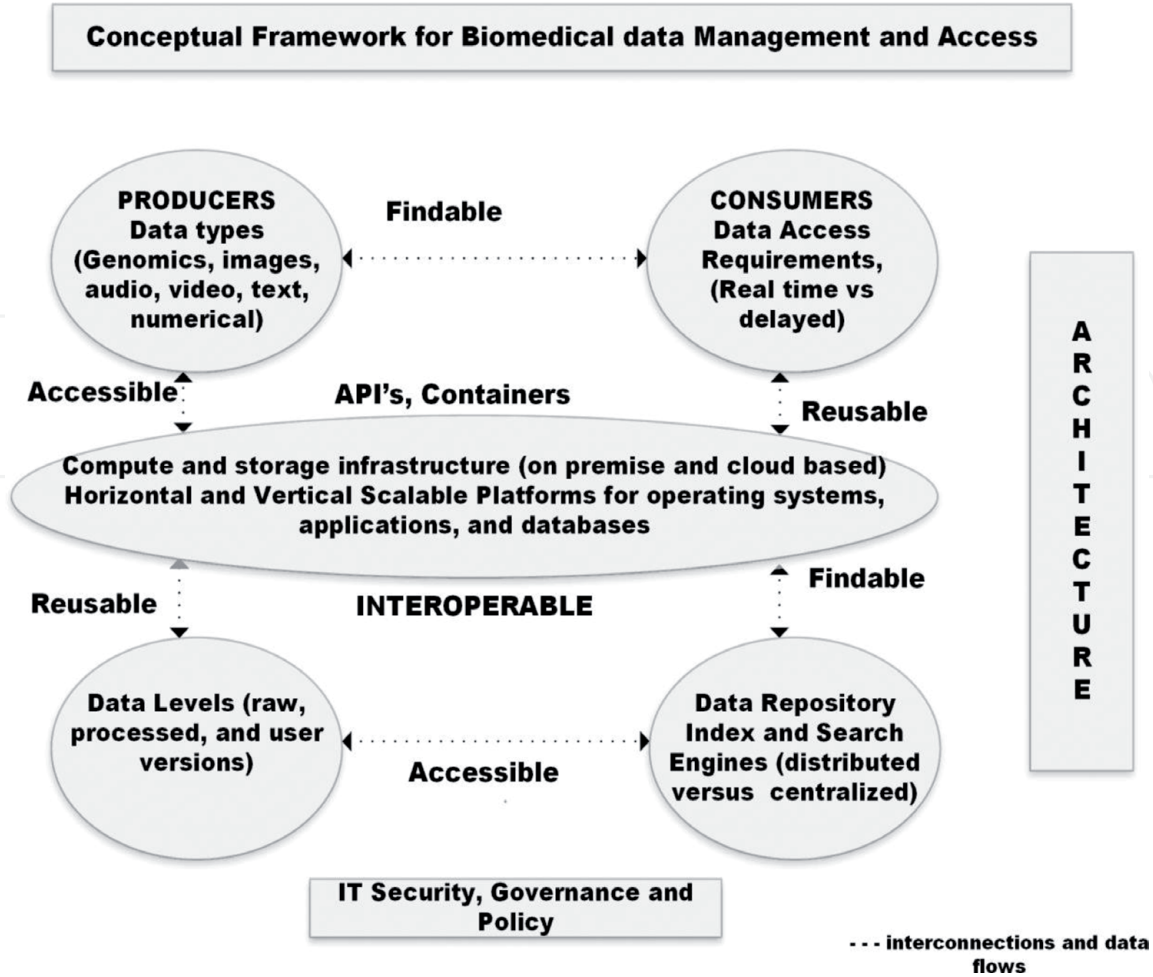 Conceptual Framework for Biomedical data Management and Access
PRODUCERS
Data types
(Genomics, images,
audio, video, text,
numerical)
Findable
CONSUMERS
Data Access
Requirements,
(Real time vs
delayed)
Accessible
API's, Containers
Reusable
Compute and storage infrastructure (on premise and cloud based)
Horizontal and Vertical Scalable Platforms for operating systems,
applications, and databases
Reusable
INTEROPERABLE
Findable
Data Levels (raw,
processed, and user
versions)
Accessible
Data Repository
Index and Search
Engines (distributed
versus centralized)
A
R
C
H
I
T
E
C
T
U
R
E
IT Security, Governance and
Policy
--- interconnections and data
flows